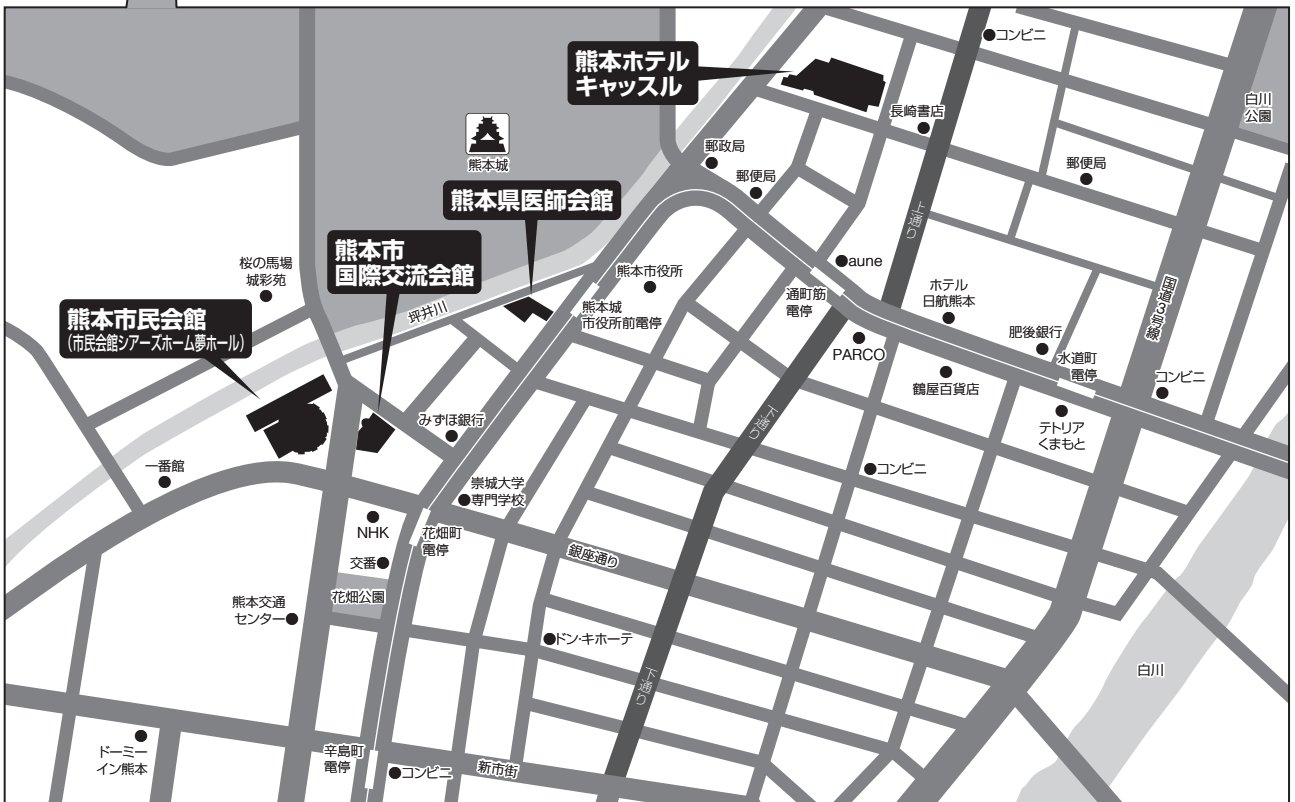 コンビニ
熊本ホテル
キャッスル
白川
公園
長崎書店
熊本城
郵政局
郵便局
郵便局
熊本県医師会館
上通り
熊本市
国際交流会館
桜の馬場
城彩苑
熊本市役所
aune
通町筋
電停
ホテル
日航熊本
国道3号線
熊本市民会館
(市民会館シアーズホーム夢ホール)
坪井川
熊本城
市役所前電停
肥後銀行
PARCO
水道町
電停
鶴屋百貨店
コンビニ
テトリア
くまもと
下通り
みずほ銀行
一番館
コンビニ
崇城大学
専門学校
NHK
花畑町
電停
銀座通り
交番
花畑公園
熊本交通
センター
ドン・キホーテ
下通り
白川
ドーミー
イン熊本
辛島町
電停
コンビニ
新市街